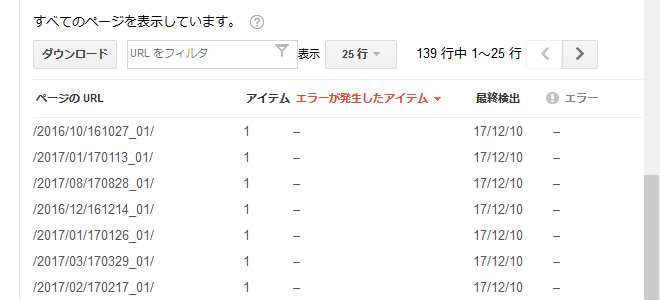 すべてのページを表示しています。 ?
ダウンロード URL をフィルタ 表示 25 行 139 行中 1～25 行
ページの URL アイテム エラーが発生したアイテム 最終検出 エラー
/2016/10/161027_01/ 1 – 17/12/10 –
/2017/01/170113_01/ 1 – 17/12/10 –
/2017/08/170828_01/ 1 – 17/12/10 –
/2016/12/161214_01/ 1 – 17/12/10 –
/2017/01/170126_01/ 1 – 17/12/10 –
/2017/03/170329_01/ 1 – 17/12/10 –
/2017/02/170217_01/ 1 – 17/12/10 –